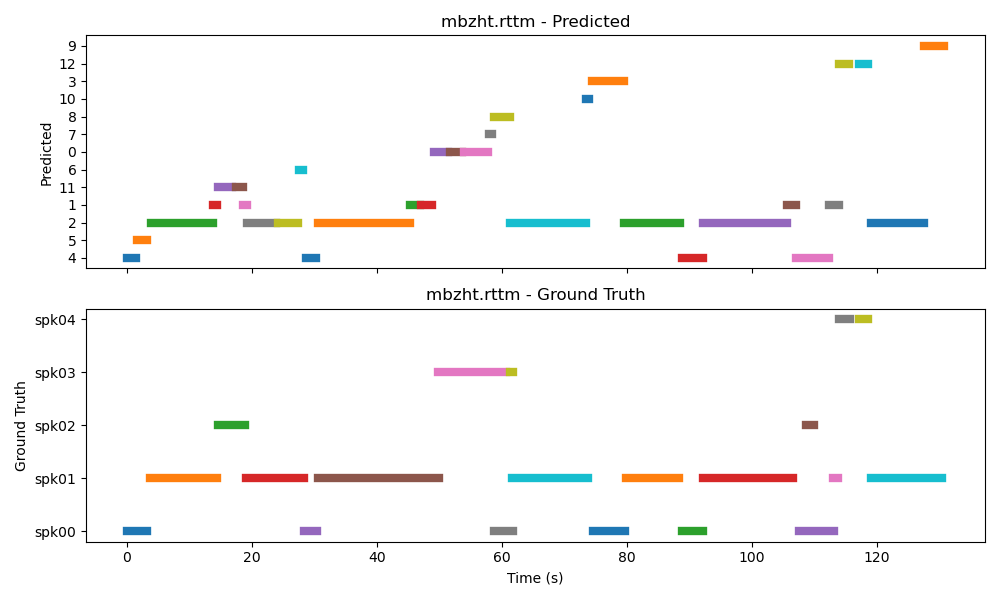 mbzht.rttm - Predicted
Predicted
9
12
3
10
8
7
0
6
11
1
2
5
4
mbzht.rttm - Ground Truth
Ground Truth
spk04
spk03
spk02
spk01
spk00
0 20 40 60 80 100 120
Time (s)